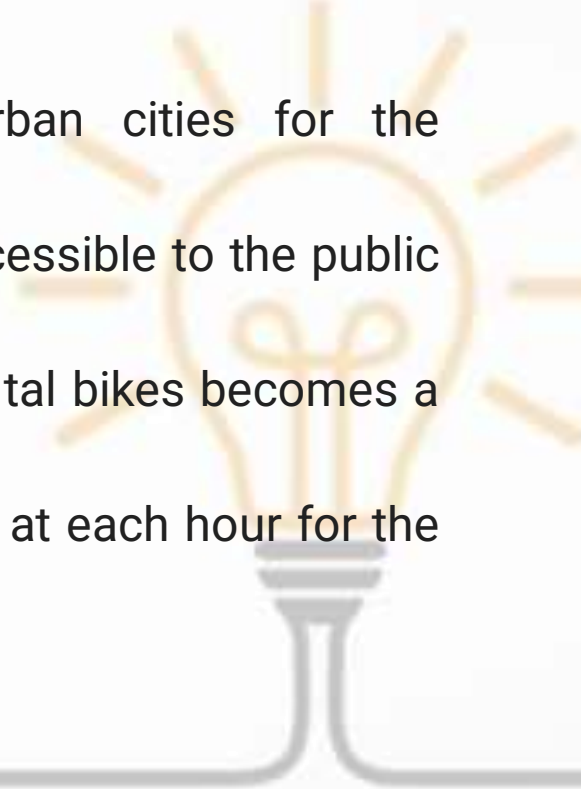 rban cities for the
cessible to the public
tal bikes becomes a
at each hour for the